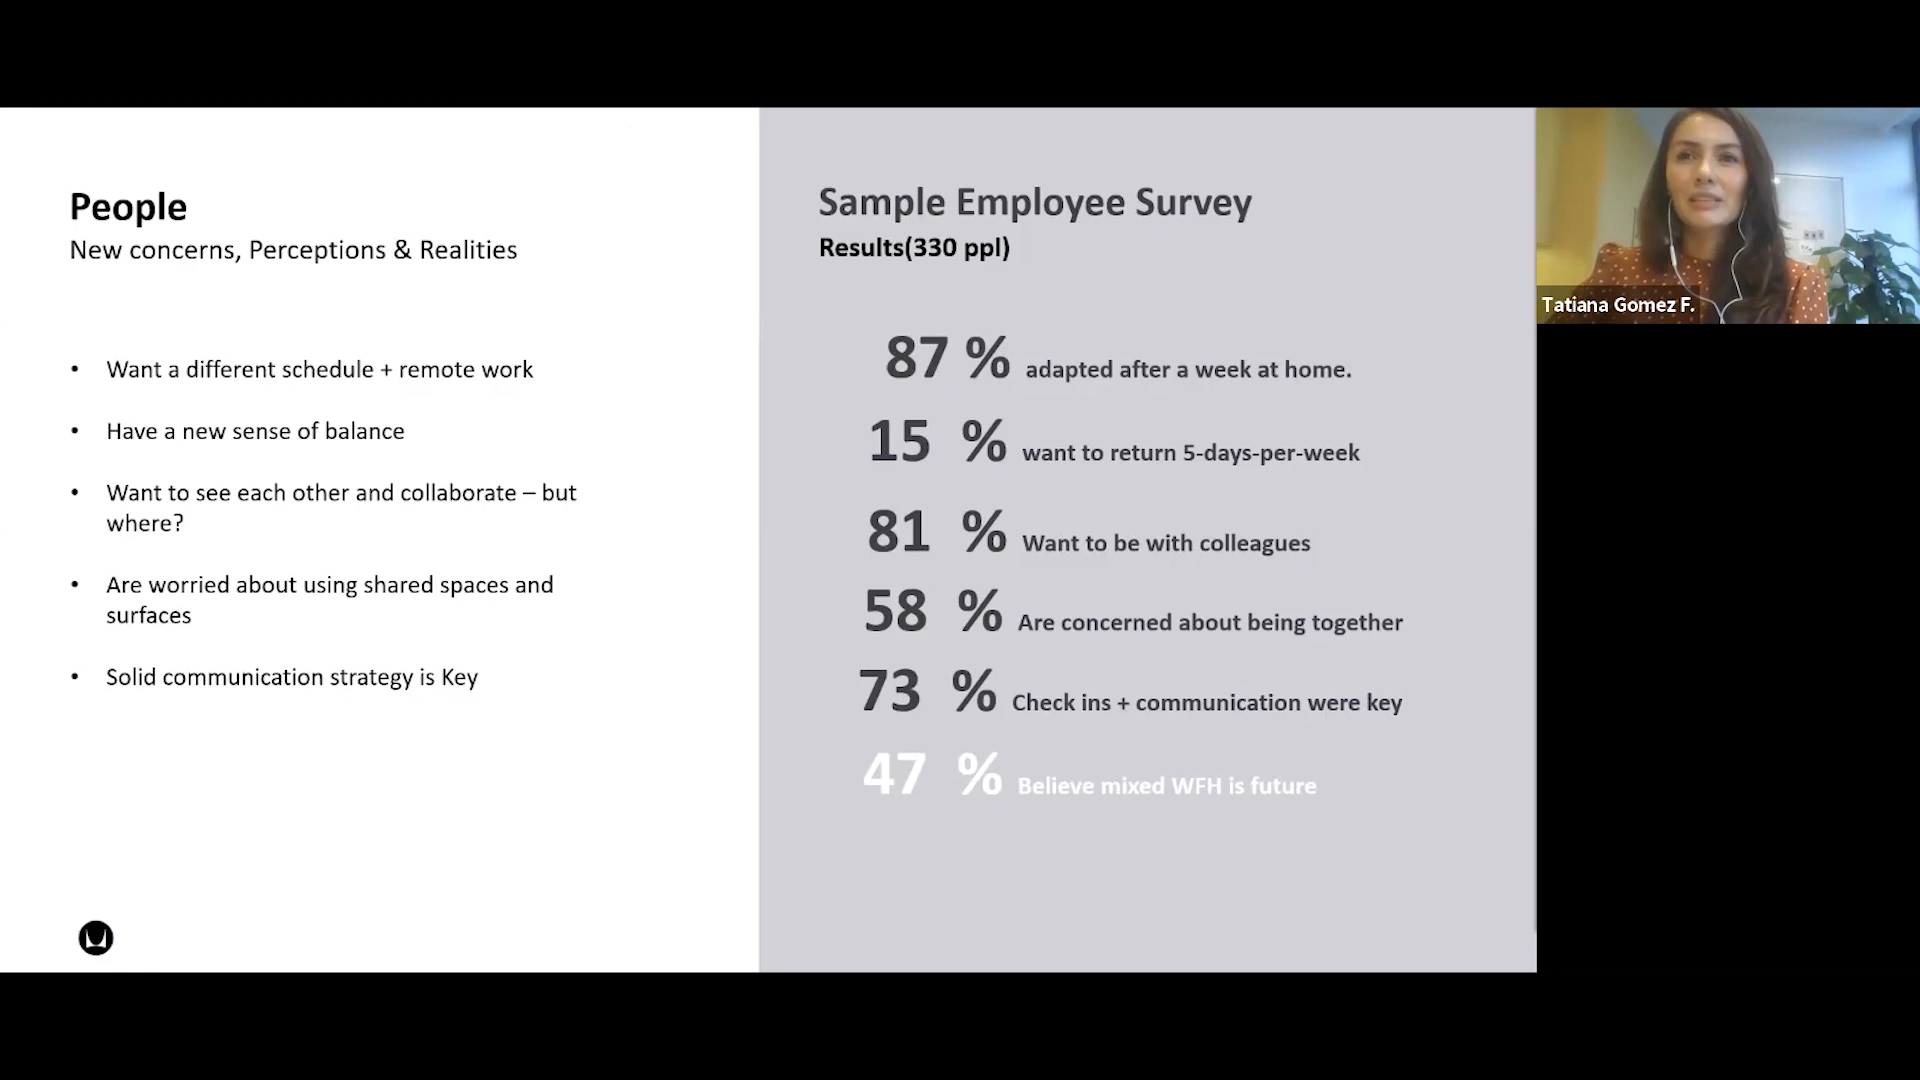 People
New concerns, Perceptions & Realities
• Want a different schedule + remote work
• Have a new sense of balance
• Want to see each other and collaborate – but
where?
• Are worried about using shared spaces and
surfaces
• Solid communication strategy is Key
Sample Employee Survey
Results(330 ppl)
87 % adapted after a week at home.
15 % want to return 5-days-per-week
81 % Want to be with colleagues
58 % Are concerned about being together
73 % Check ins + communication were key
47 % Believe mixed WFH is future
Tatiana Gomez F.